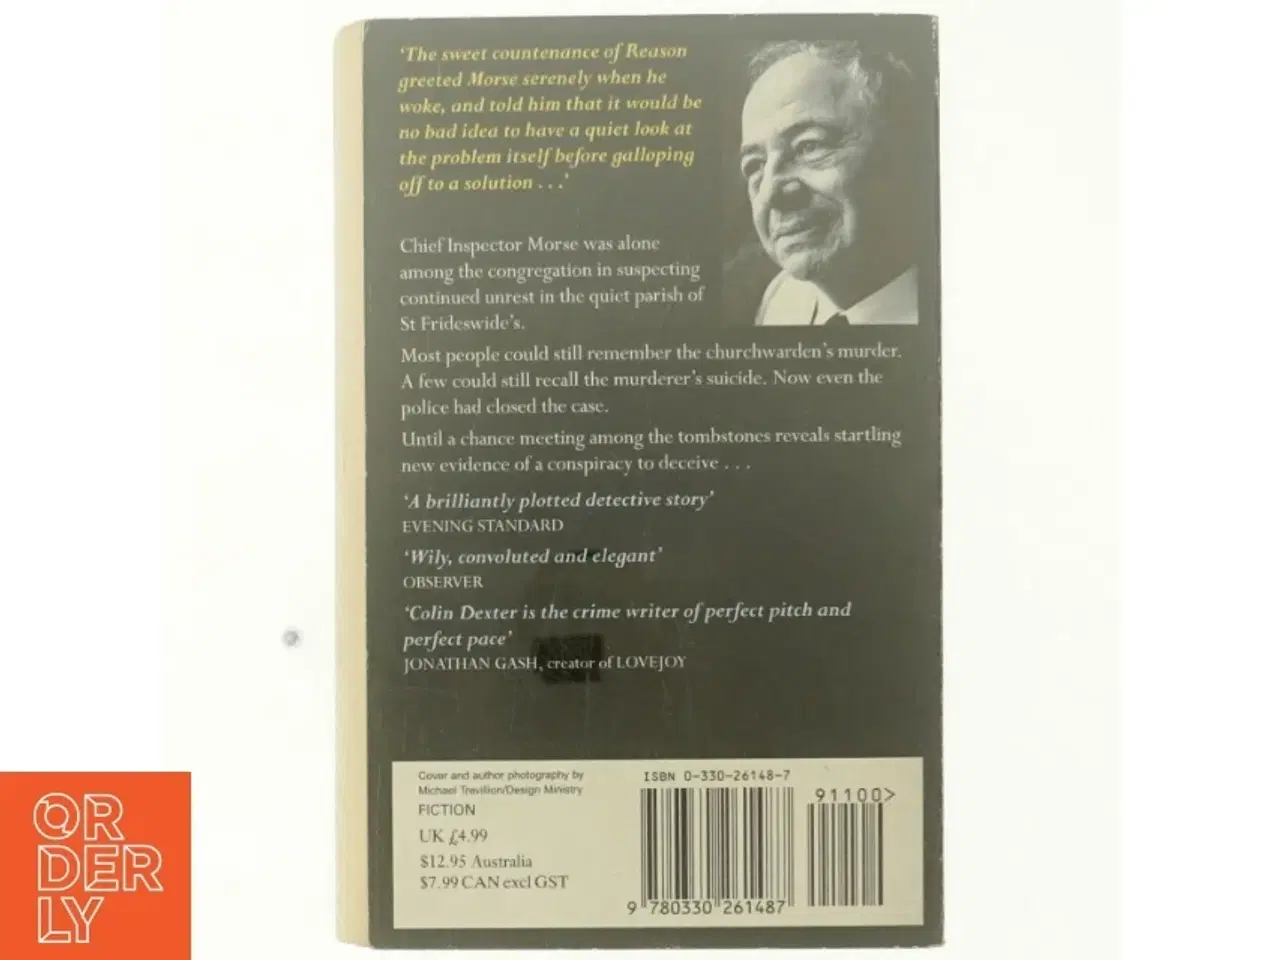 ‘The sweet countenance of Reason
greeted Morse serenely when he
woke, and told him that it would be
no bad idea to have a quiet look at
the problem itself before galloping
off to a solution . . .’
Chief Inspector Morse was alone
among the congregation in suspecting
continued unrest in the quiet parish of
St Frideswide’s.
Most people could still remember the churchwarden’s murder.
A few could still recall the murderer’s suicide. Now even the
police had closed the case.
Until a chance meeting among the tombstones reveals startling
new evidence of a conspiracy to deceive . . .
‘A brilliantly plotted detective story’
EVENING STANDARD
‘Wily, convoluted and elegant’
OBSERVER
‘Colin Dexter is the crime writer of perfect pitch and
perfect pace’
JONATHAN GASH, creator of LOVEJOY
Cover and author photography by
Michael Trevillion/Design Ministry
FICTION
UK £4.99
$12.95 Australia
$7.99 CAN excl GST
ISBN 0-330-26148-7
91100>
9 780330 261487
ORDERLY